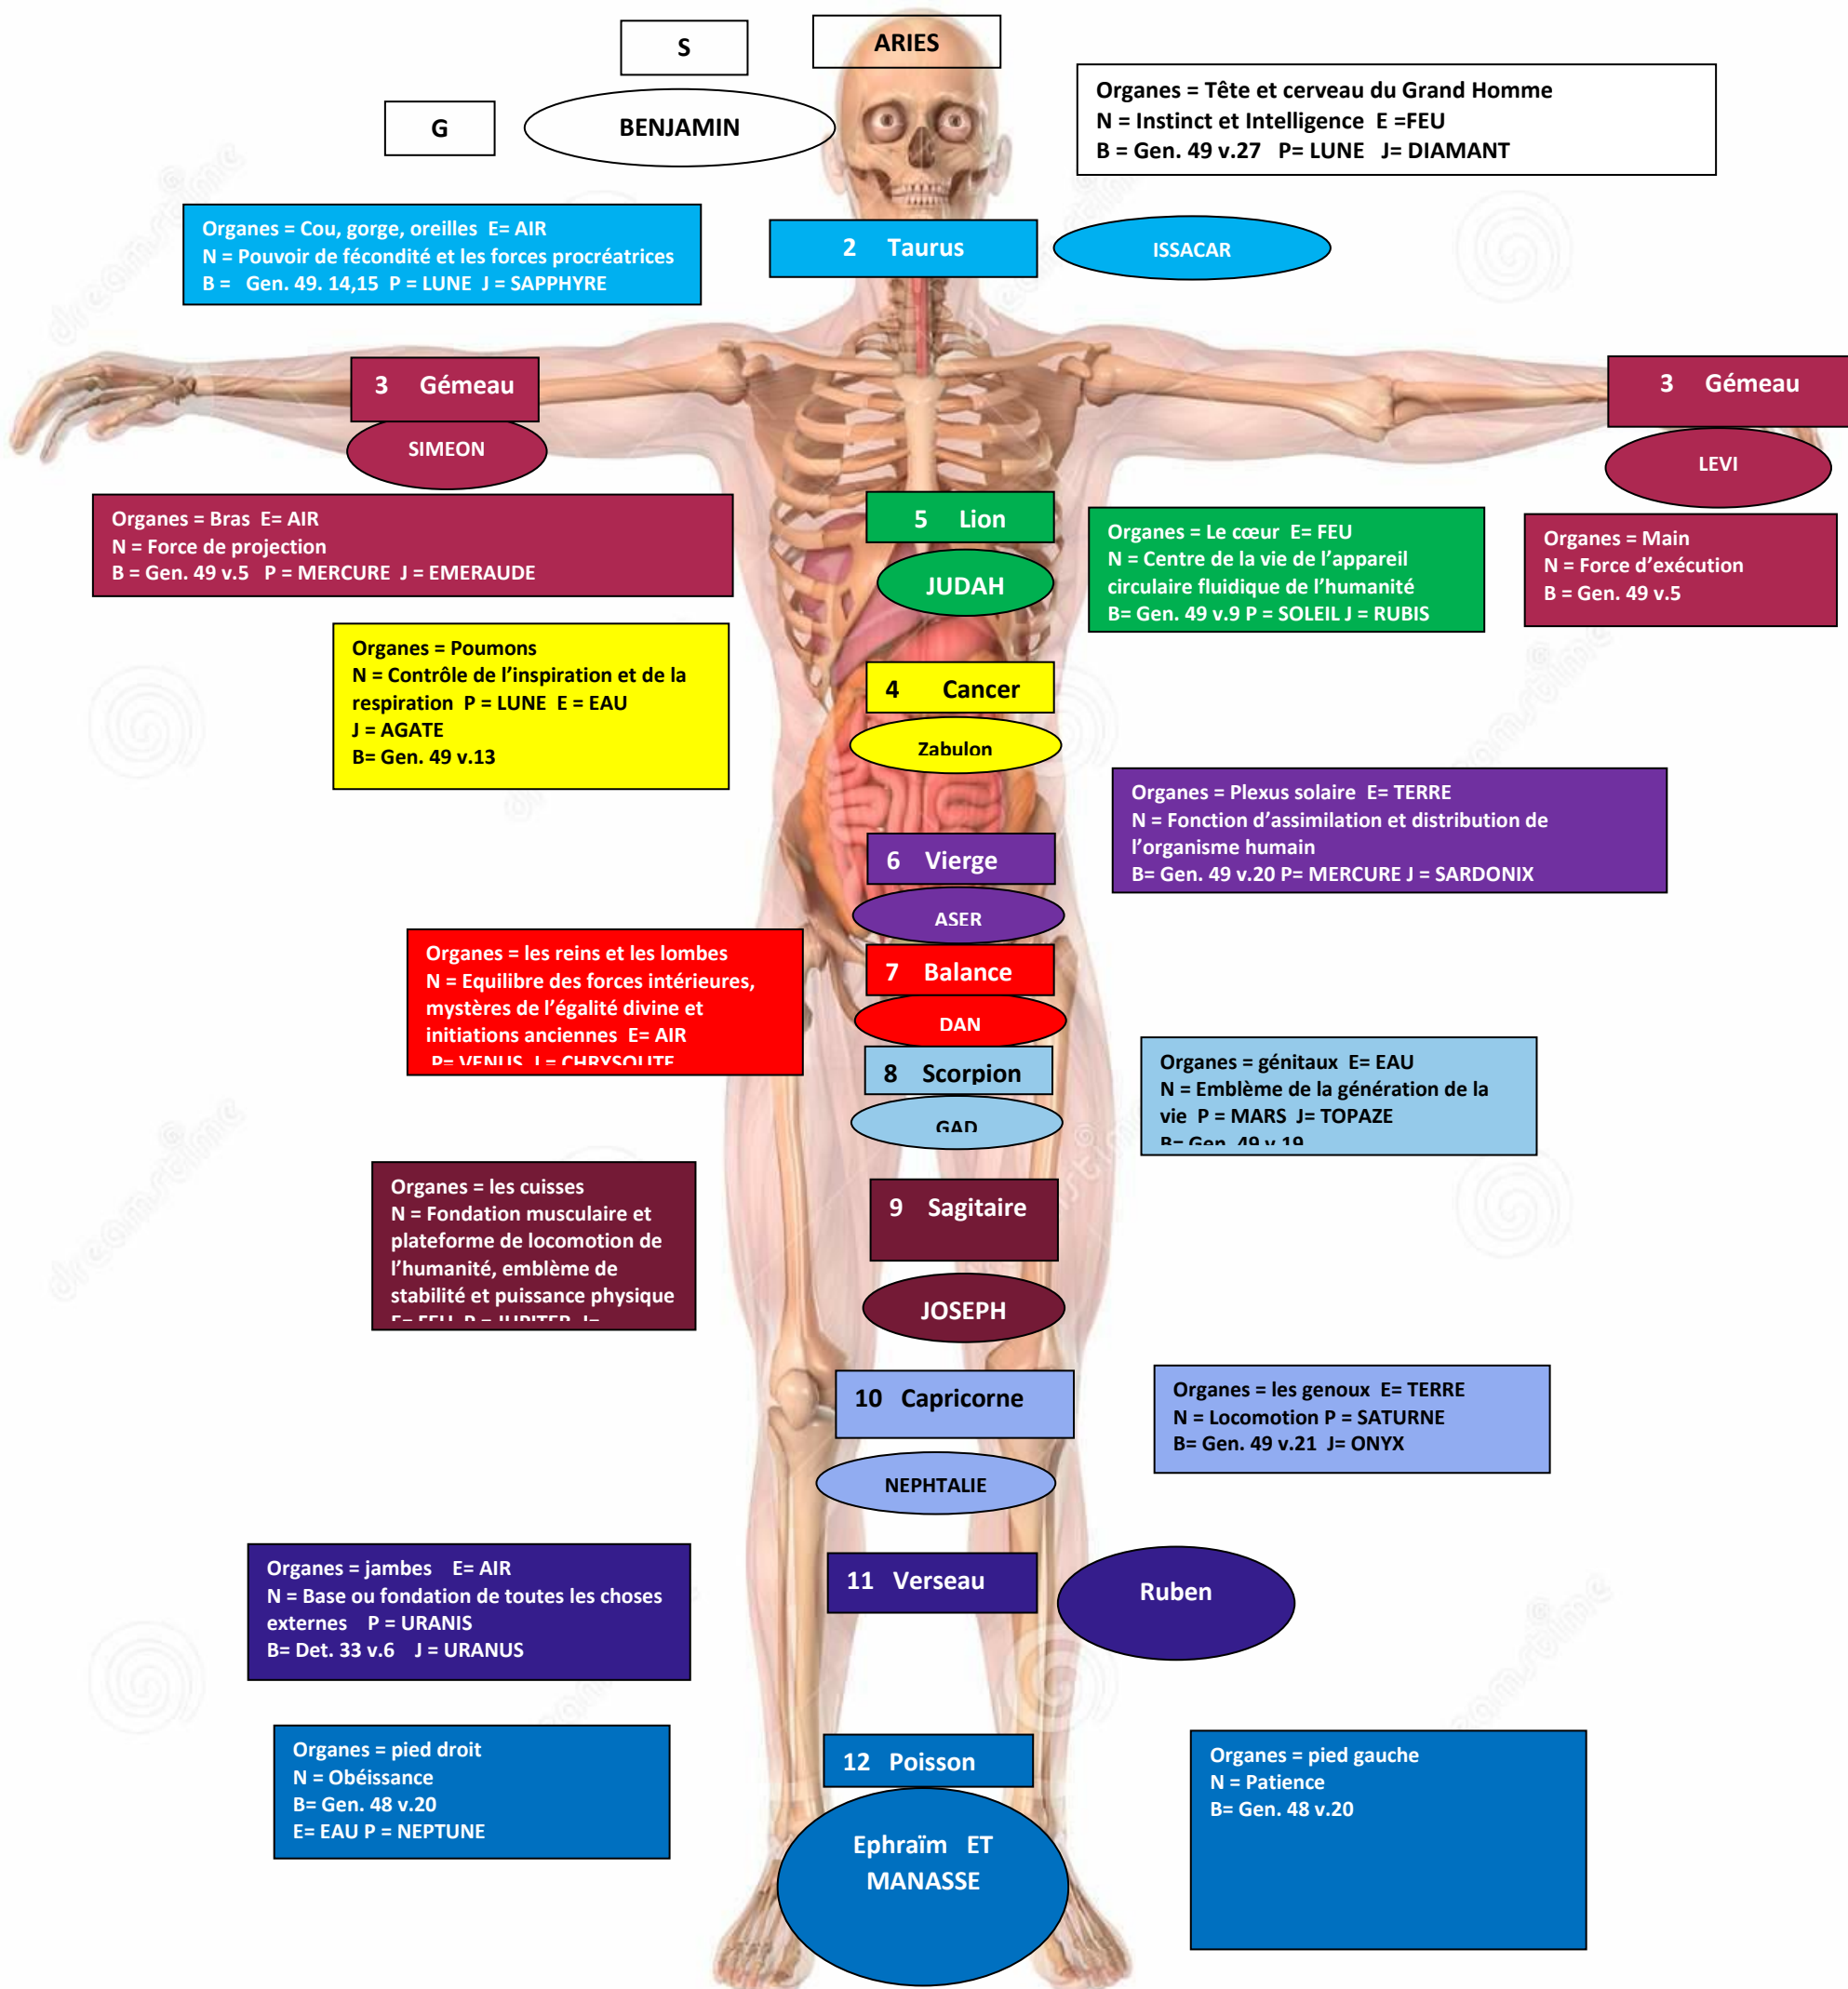 S
ARIES
G
BENJAMIN
Organes = Tête et cerveau du Grand Homme
N = Instinct et Intelligence E =FEU
B = Gen. 49 v.27 P= LUNE J= DIAMANT
Organes = Cou, gorge, oreilles E= AIR
N = Pouvoir de fécondité et les forces procréatrices
B = Gen. 49. 14,15 P = LUNE J = SAPPHYRE
2 Taurus
ISSACAR
3 Gémeau
SIMEON
3 Gémeau
LEVI
Organes = Bras E= AIR
N = Force de projection
B = Gen. 49 v.5 P = MERCURE J = EMERAUDE
5 Lion
JUDAH
Organes = Le cœur E= FEU
N = Centre de la vie de l'appareil
circulaire fluidique de l'humanité
B= Gen. 49 v.9 P = SOLEIL J = RUBIS
Organes = Main
N = Force d'exécution
B = Gen. 49 v.5
Organes = Poumons
N = Contrôle de l'inspiration et de la
respiration P = LUNE E = EAU
J = AGATE
B= Gen. 49 v.13
4 Cancer
Zabulon
Organes = Plexus solaire E= TERRE
N = Fonction d'assimilation et distribution de
l'organisme humain
B= Gen. 49 v.20 P= MERCURE J = SARDONIX
6 Vierge
ASER
Organes = les reins et les lombes
N = Equilibre des forces intérieures,
mystères de l'égalité divine et
initiations anciennes E= AIR
P= VENUS J = CHRYSOLITE
7 Balance
DAN
8 Scorpion
GAD
Organes = génitaux E= EAU
N = Emblème de la génération de la
vie P = MARS J= TOPAZE
B= Gen. 49 v.19
Organes = les cuisses
N = Fondation musculaire et
plateforme de locomotion de
l'humanité, emblème de
stabilité et puissance physique
E= FEU P = JUPITER J=
9 Sagitaire
JOSEPH
10 Capricorne
NEPHTALIE
Organes = les genoux E= TERRE
N = Locomotion P = SATURNE
B= Gen. 49 v.21 J= ONYX
Organes = jambes E= AIR
N = Base ou fondation de toutes les choses
externes P = URANIS
B= Det. 33 v.6 J = URANUS
11 Verseau
Ruben
Organes = pied droit
N = Obéissance
B= Gen. 48 v.20
E= EAU P = NEPTUNE
12 Poisson
Ephraïm ET
MANASSE
Organes = pied gauche
N = Patience
B= Gen. 48 v.20
dreamstime
dreamstime